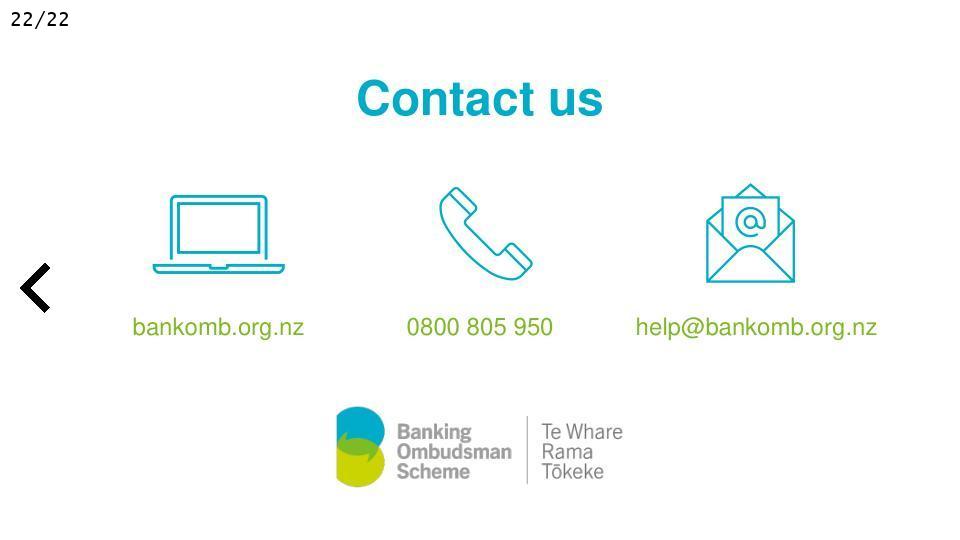 22/22
Contact us
@
bankomb.org.nz
0800 805 950
help@bankomb.org.nz
Banking
Ombudsman
Scheme
Te Whare
Rama
Tōkeke